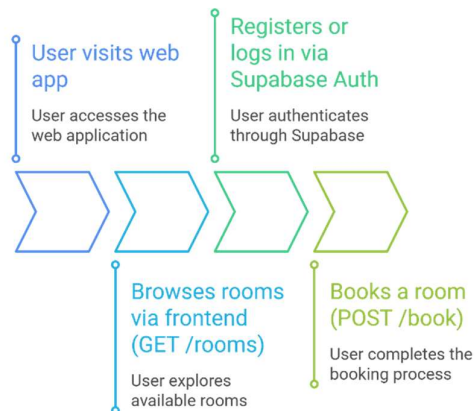 User visits web
app
User accesses the
web application
Browses rooms
via frontend
(GET /rooms)
User explores
available rooms
Registers or
logs in via
Supabase Auth
User authenticates
through Supabase
Books a room
(POST /book)
User completes the
booking process